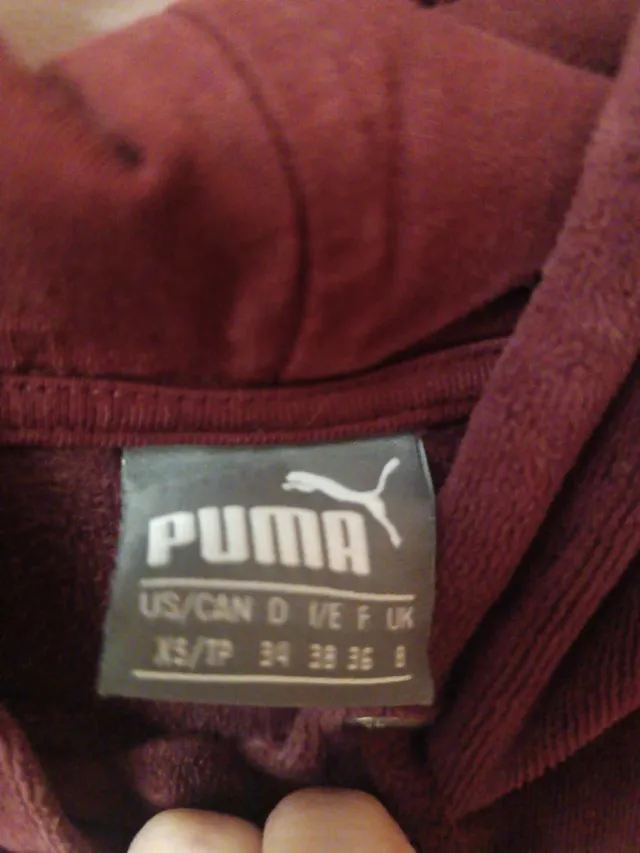 PUMA
US/CAN D I/E F UK
XS/TP 34 38 36 8